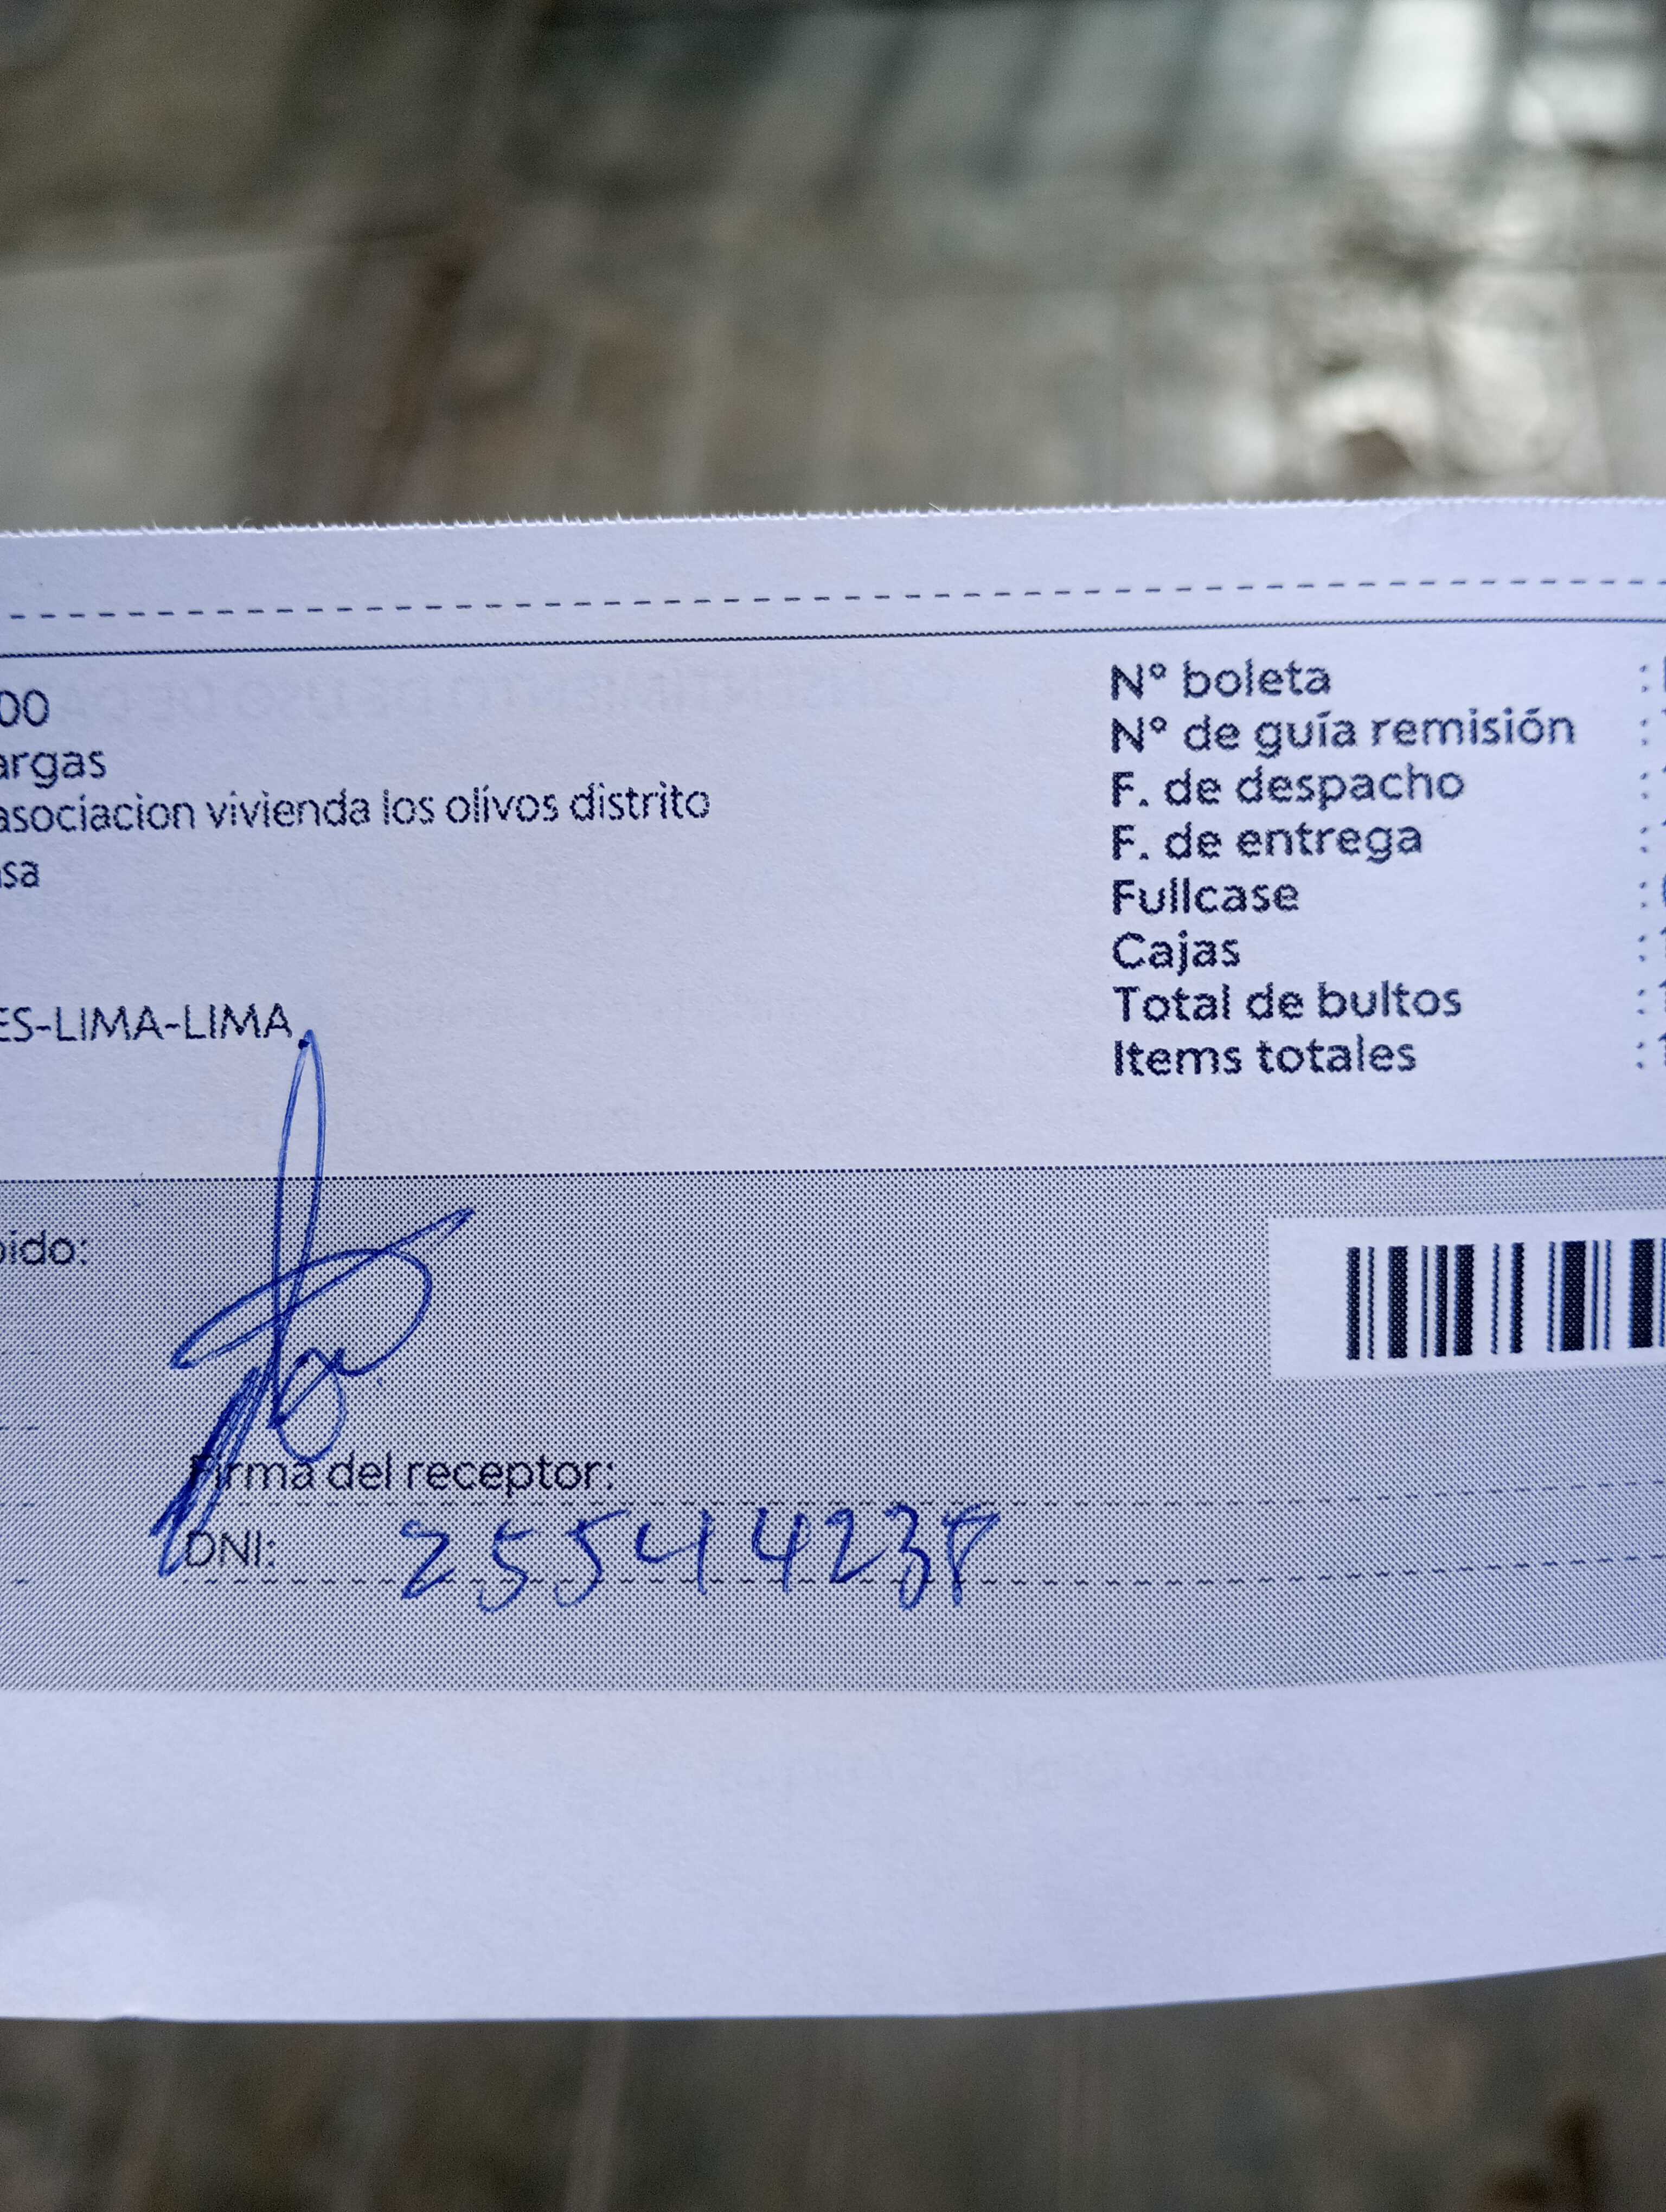 00
argas
asociacion vivienda los olivos distrito
sa
ES-LIMA-LIMA
N° boleta :
N° de guía remisión :
F. de despacho :
F. de entrega :
Fullcase :
Cajas :
Total de bultos :
Items totales :
bido:
Firma del receptor:
DNI: 25544238